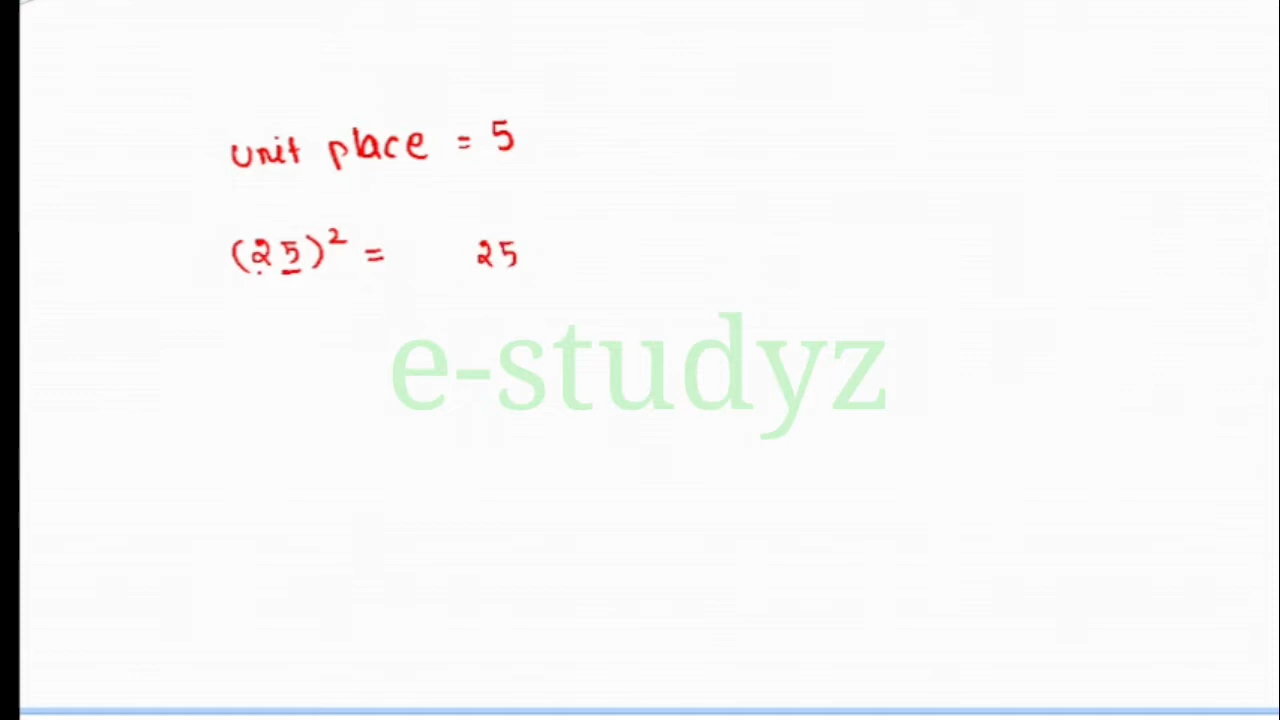 unit place = 5
(25)² = 25
e-studyz